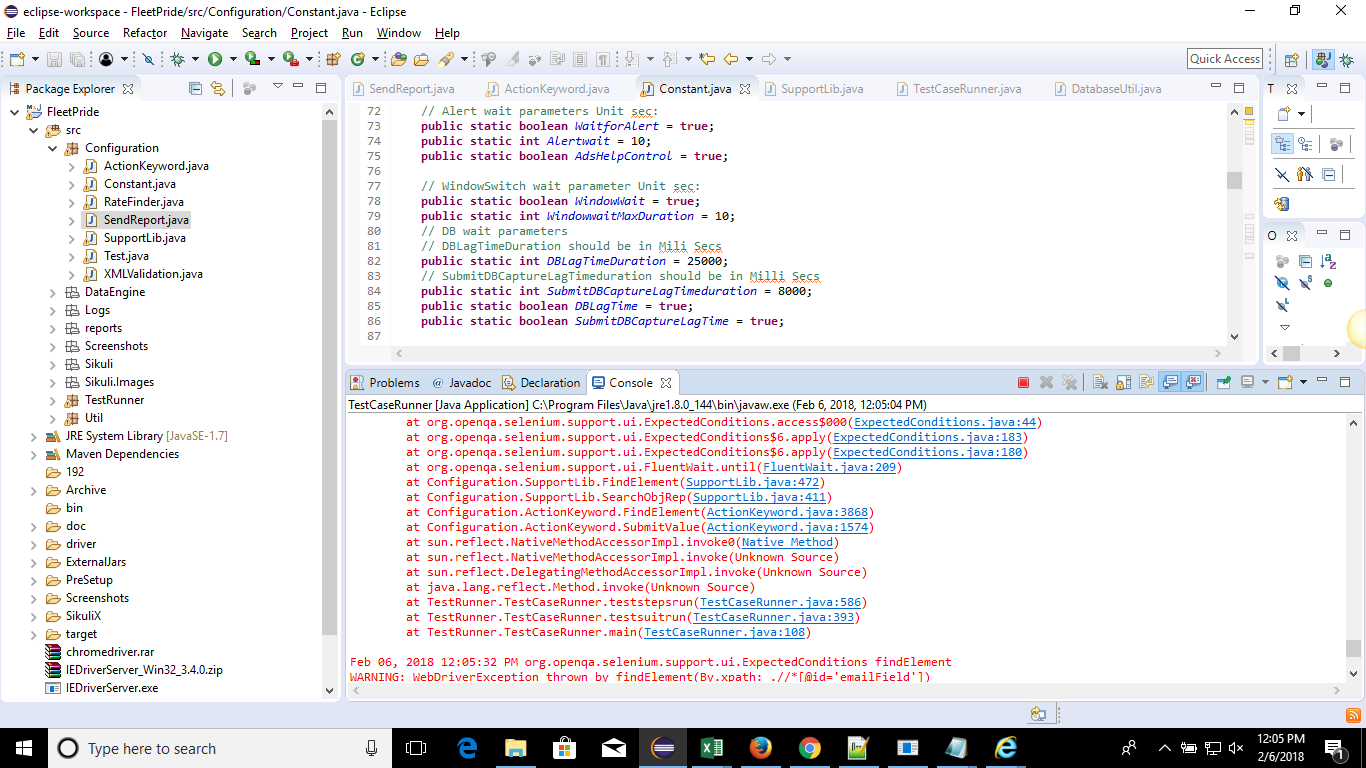 eclipse-workspace - FleetPride/src/Configuration/Constant.java - Eclipse
File Edit Source Refactor Navigate Search Project Run Window Help
Quick Access
Package Explorer
FleetPride
src
Configuration
ActionKeyword.java
Constant.java
RateFinder.java
SendReport.java
SupportLib.java
Test.java
XMLValidation.java
DataEngine
Logs
reports
Screenshots
Sikuli
Sikuli.Images
TestRunner
Util
JRE System Library [JavaSE-1.7]
Maven Dependencies
192
Archive
bin
doc
driver
ExternalJars
PreSetup
Screenshots
SikuliX
target
chromedriver.rar
IEDriverServer_Win32_3.4.0.zip
IEDriverServer.exe
SendReport.java ActionKeyword.java Constant.java SupportLib.java TestCaseRunner.java DatabaseUtil.java
72 // Alert wait parameters Unit sec:
73 public static boolean WaitforAlert = true;
74 public static int Alertwait = 10;
75 public static boolean AdsHelpControl = true;
76
77 // WindowSwitch wait parameter Unit sec:
78 public static boolean WindowWait = true;
79 public static int WindowwaitMaxDuration = 10;
80 // DB wait parameters
81 // DBLagTimeDuration should be in Mili Secs
82 public static int DBLagTimeDuration = 25000;
83 // SubmitDBCaptureLagTimeduration should be in Milli Secs
84 public static int SubmitDBCaptureLagTimeduration = 8000;
85 public static boolean DBLagTime = true;
86 public static boolean SubmitDBCaptureLagTime = true;
87
T
O
Problems @ Javadoc Declaration Console
TestCaseRunner [Java Application] C:\Program Files\Java\jre1.8.0_144\bin\javaw.exe (Feb 6, 2018, 12:05:04 PM)
at org.openqa.selenium.support.ui.ExpectedConditions.access$000(ExpectedConditions.java:44)
at org.openqa.selenium.support.ui.ExpectedConditions$6.apply(ExpectedConditions.java:183)
at org.openqa.selenium.support.ui.ExpectedConditions$6.apply(ExpectedConditions.java:180)
at org.openqa.selenium.support.ui.FluentWait.until(FluentWait.java:209)
at Configuration.SupportLib.FindElement(SupportLib.java:472)
at Configuration.SupportLib.SearchObjRep(SupportLib.java:411)
at Configuration.ActionKeyword.FindElement(ActionKeyword.java:3868)
at Configuration.ActionKeyword.SubmitValue(ActionKeyword.java:1574)
at sun.reflect.NativeMethodAccessorImpl.invoke0(Native Method)
at sun.reflect.NativeMethodAccessorImpl.invoke(Unknown Source)
at sun.reflect.DelegatingMethodAccessorImpl.invoke(Unknown Source)
at java.lang.reflect.Method.invoke(Unknown Source)
at TestRunner.TestCaseRunner.teststepsrun(TestCaseRunner.java:586)
at TestRunner.TestCaseRunner.testsuitrun(TestCaseRunner.java:393)
at TestRunner.TestCaseRunner.main(TestCaseRunner.java:108)
Feb 06, 2018 12:05:32 PM org.openqa.selenium.support.ui.ExpectedConditions findElement
WARNING: WebDriverException thrown by findElement(By.xpath: .//*[@id='emailField'])
Type here to search
12:05 PM
2/6/2018
1